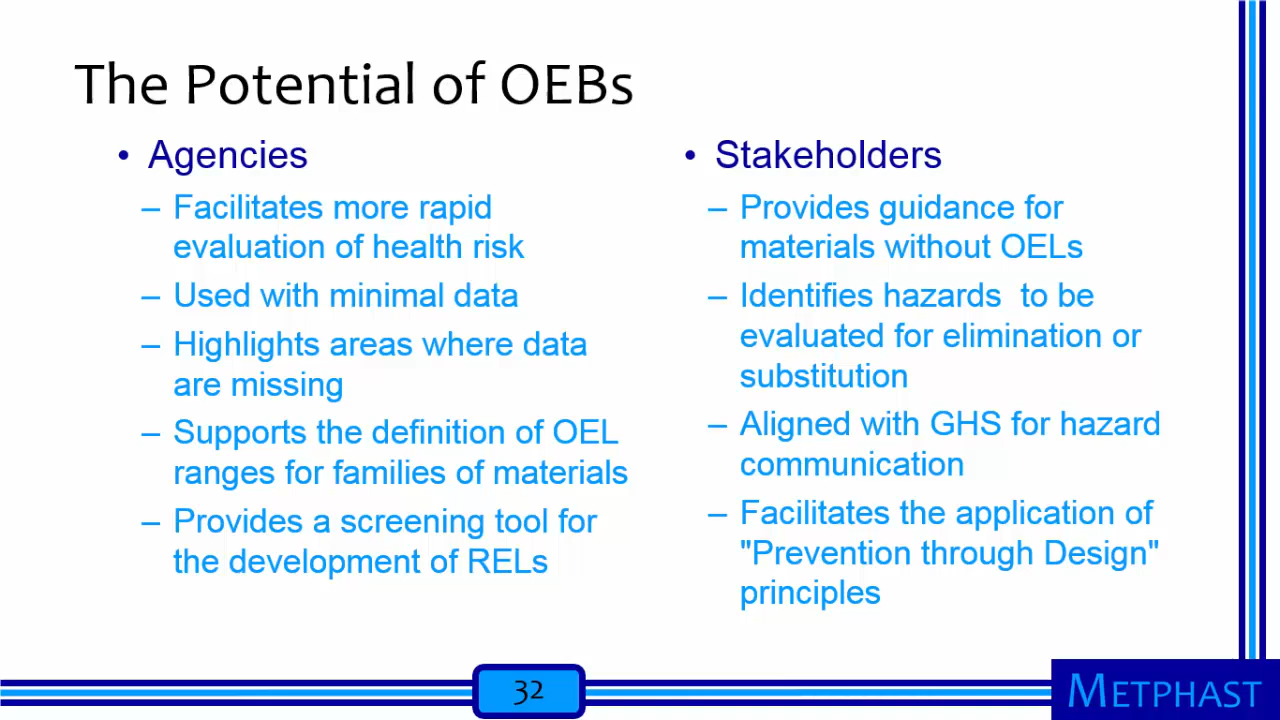 The Potential of OEBs
• Agencies
– Facilitates more rapid
evaluation of health risk
– Used with minimal data
– Highlights areas where data
are missing
– Supports the definition of OEL
ranges for families of materials
– Provides a screening tool for
the development of RELs
• Stakeholders
– Provides guidance for
materials without OELs
– Identifies hazards  to be
evaluated for elimination or
substitution
– Aligned with GHS for hazard
communication
– Facilitates the application of
"Prevention through Design"
principles
32
METPHAST